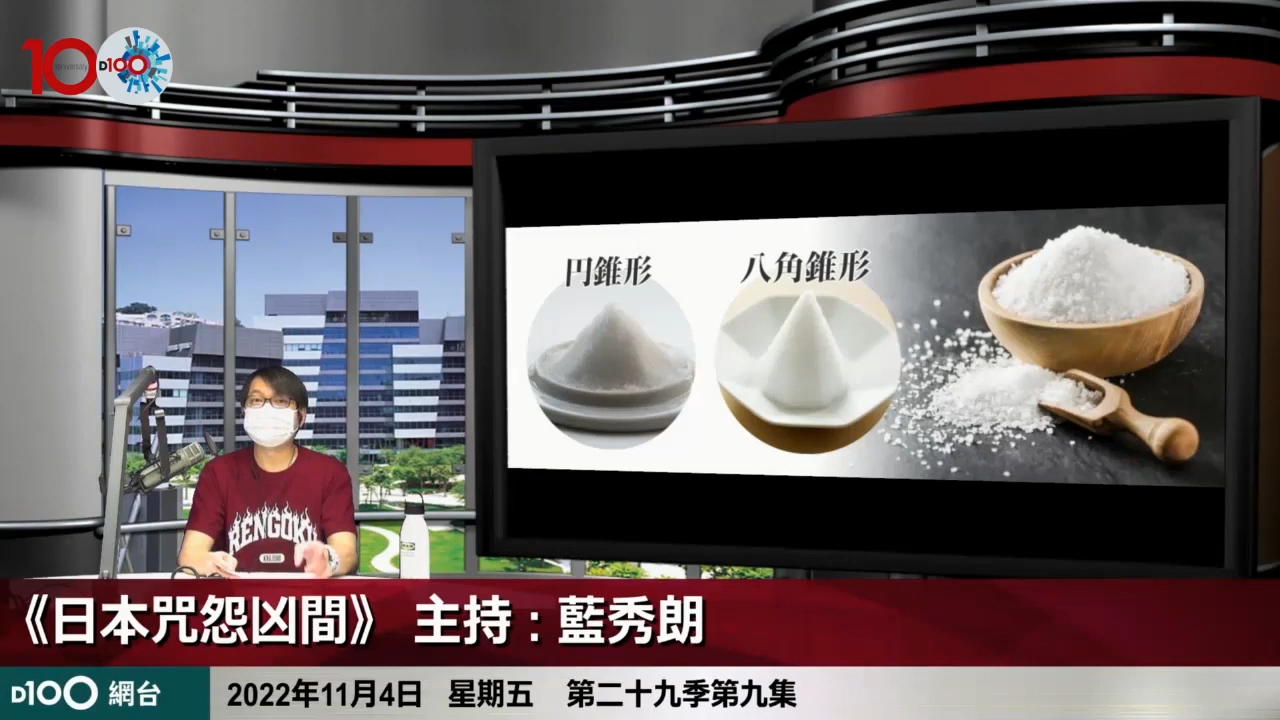 10 D100
円錐形
八角錐形
RENGOKU
IKEA
《日本咒怨凶間》 主持：藍秀朗
D100 網台
2022年11月4日 星期五 第二十九季第九集